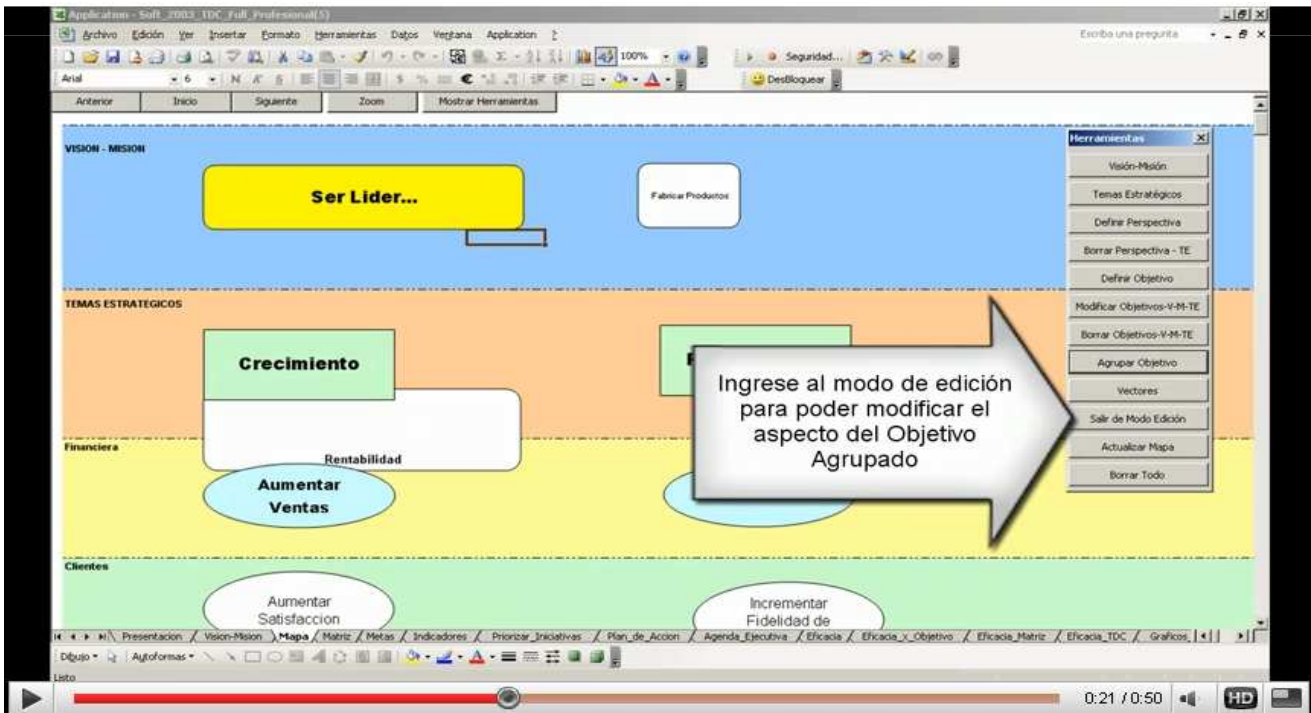 Application - Soft_2003_TDC_Full_Profesional(5)
Archivo Edición Ver Insertar Formato Herramientas Datos Ventana Application ?
Escriba una pregunta
100%
Seguridad...
Arial 6 N K S $ % € DesBloquear
Anterior Inicio Siguiente Zoom Mostrar Herramientas
VISION - MISION
Ser Lider...
Fabricar Productos
Herramientas
Visión-Misión
Temas Estratégicos
Definir Perspectiva
Borrar Perspectiva - TE
Definir Objetivo
Modificar Objetivos-V-M-TE
Borrar Objetivos-V-M-TE
Agrupar Objetivo
Vectores
Salir de Modo Edición
Actualizar Mapa
Borrar Todo
TEMAS ESTRATEGICOS
Crecimiento
Ingrese al modo de edición
para poder modificar el
aspecto del Objetivo
Agrupado
Financiera
Rentabilidad
Aumentar
Ventas
Clientes
Aumentar
Satisfaccion
Incrementar
Fidelidad de
Presentacion / Vision-Mision / Mapa / Matriz / Metas / Indicadores / Priorizar_Iniciativas / Plan_de_Accion / Agenda_Ejecutiva / Eficacia / Eficacia_x_Objetivo / Eficacia_Matriz / Eficacia_TDC / Graficos
Dibujo Autoformas
Listo
0:21 / 0:50 HD